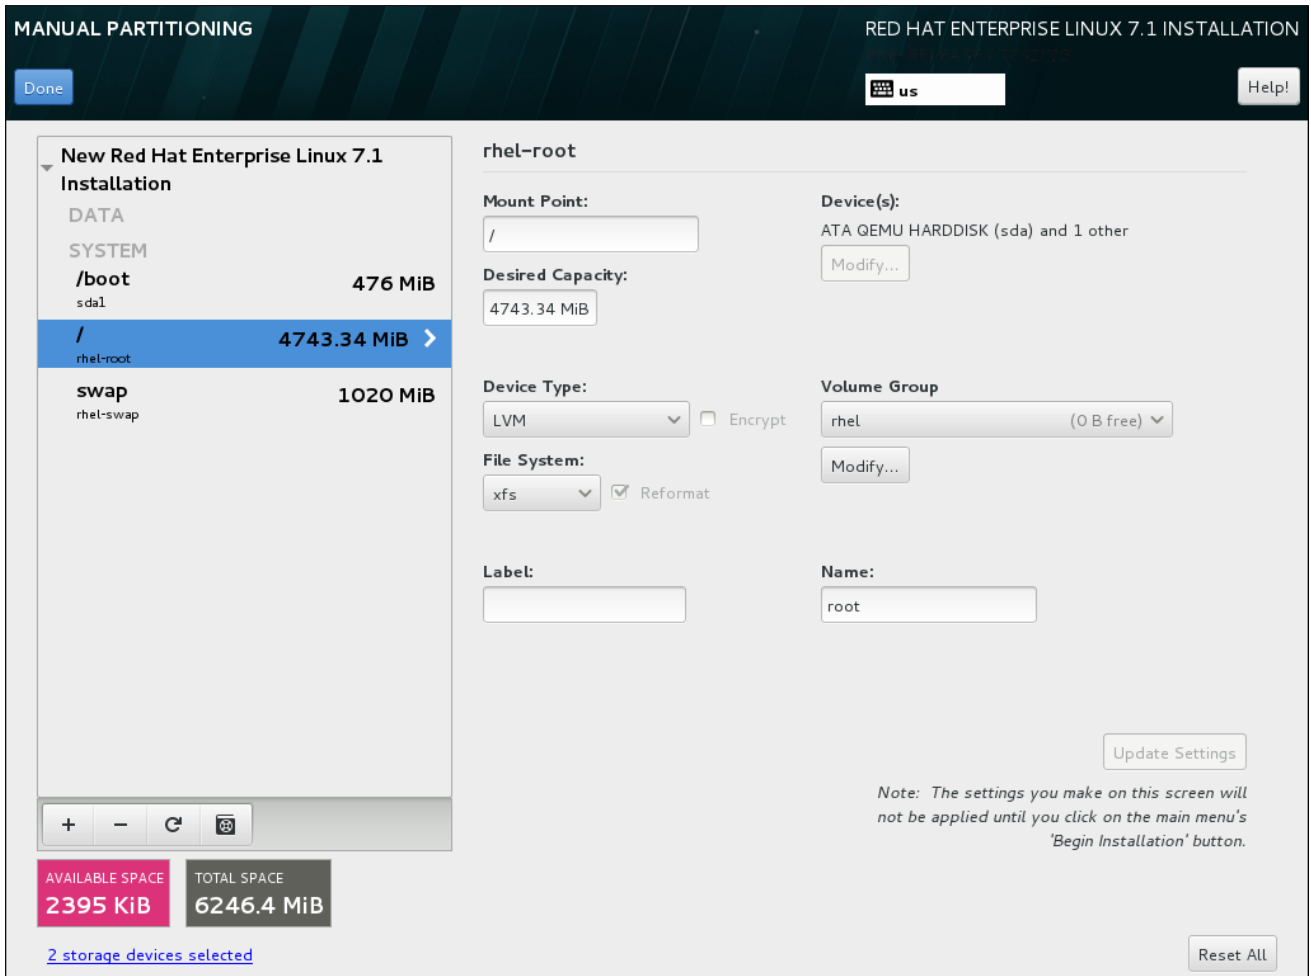 MANUAL PARTITIONING
RED HAT ENTERPRISE LINUX 7.1 INSTALLATION
Done
us
Help!
New Red Hat Enterprise Linux 7.1
Installation
DATA
SYSTEM
/boot
476 MiB
sda1
/
4743.34 MiB
rhel-root
swap
1020 MiB
rhel-swap
+ −
AVAILABLE SPACE
2395 KiB
TOTAL SPACE
6246.4 MiB
2 storage devices selected
rhel-root
Mount Point:
/
Device(s):
ATA QEMU HARDDISK (sda) and 1 other
Modify...
Desired Capacity:
4743.34 MiB
Device Type:
LVM
Encrypt
Volume Group
rhel (0 B free)
Modify...
File System:
xfs
Reformat
Label:
Name:
root
Update Settings
Note: The settings you make on this screen will
not be applied until you click on the main menu's
'Begin Installation' button.
Reset All